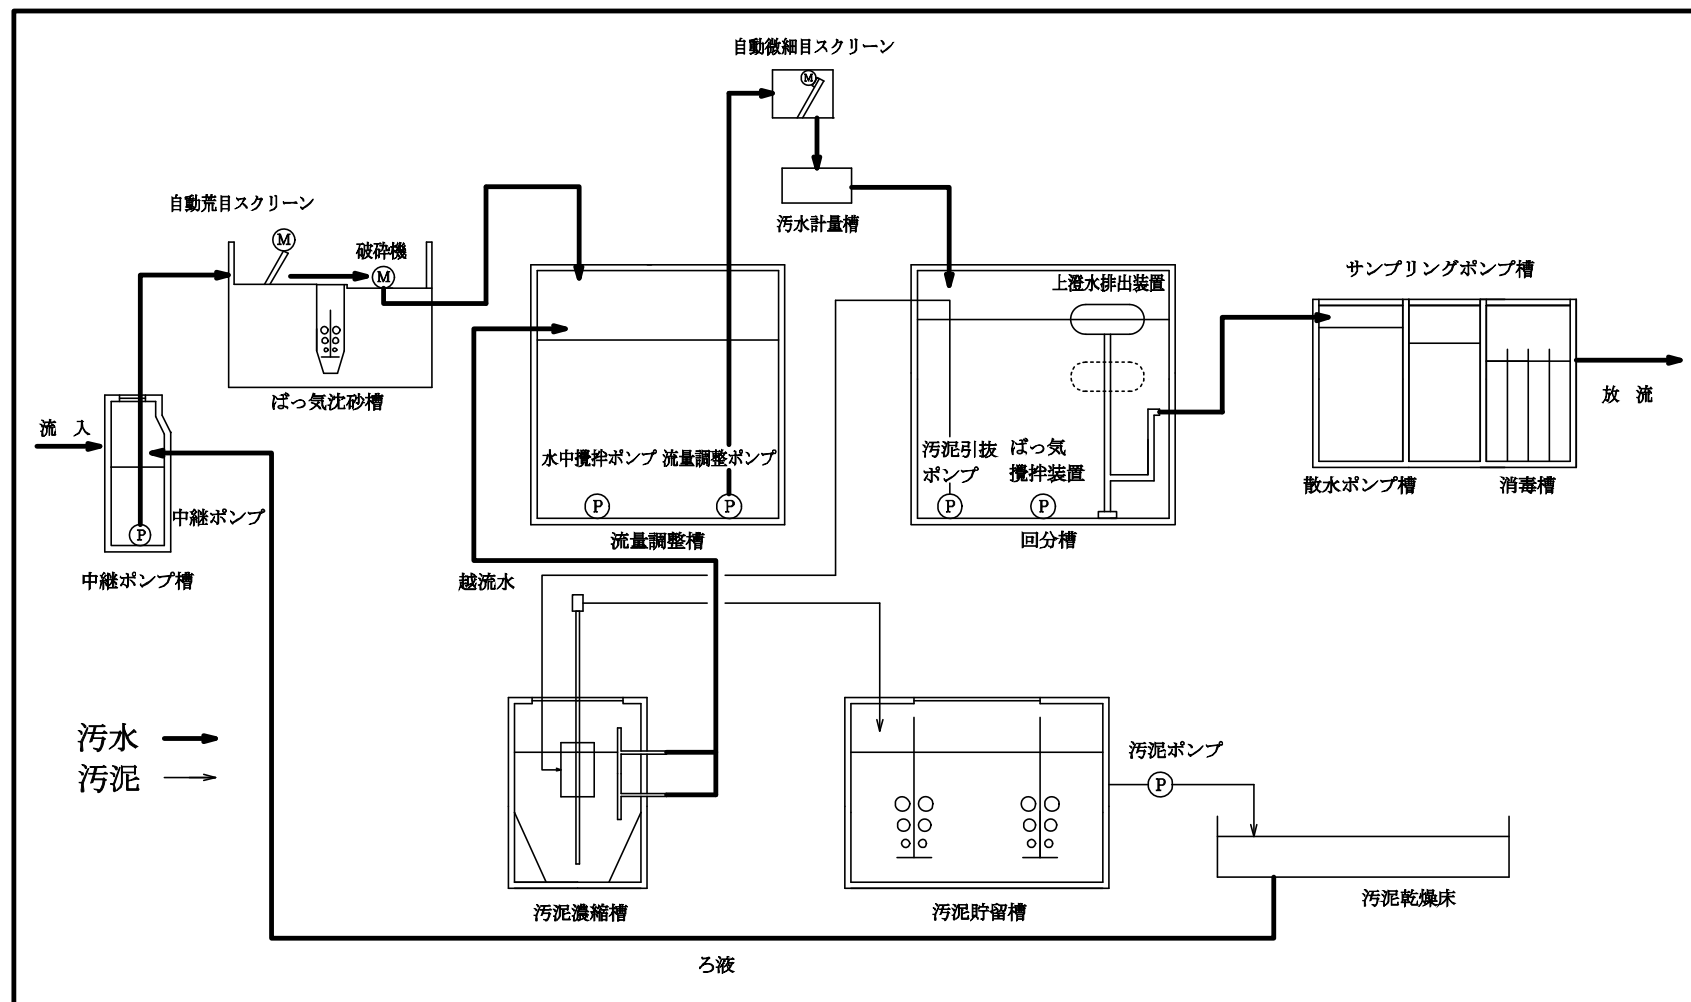 自動微細目スクリーン
M
汚水計量槽
自動荒目スクリーン
M
破砕機
M
ばっ気沈砂槽
流 入
中継ポンプ
P
中継ポンプ槽
水中攪拌ポンプ
流量調整ポンプ
P
P
流量調整槽
上澄水排出装置
汚泥引抜
ポンプ
ばっ気
攪拌装置
P
P
回分槽
サンプリングポンプ槽
放 流
散水ポンプ槽
消毒槽
越流水
汚水
汚泥
汚泥濃縮槽
汚泥貯留槽
汚泥ポンプ
P
汚泥乾燥床
ろ液